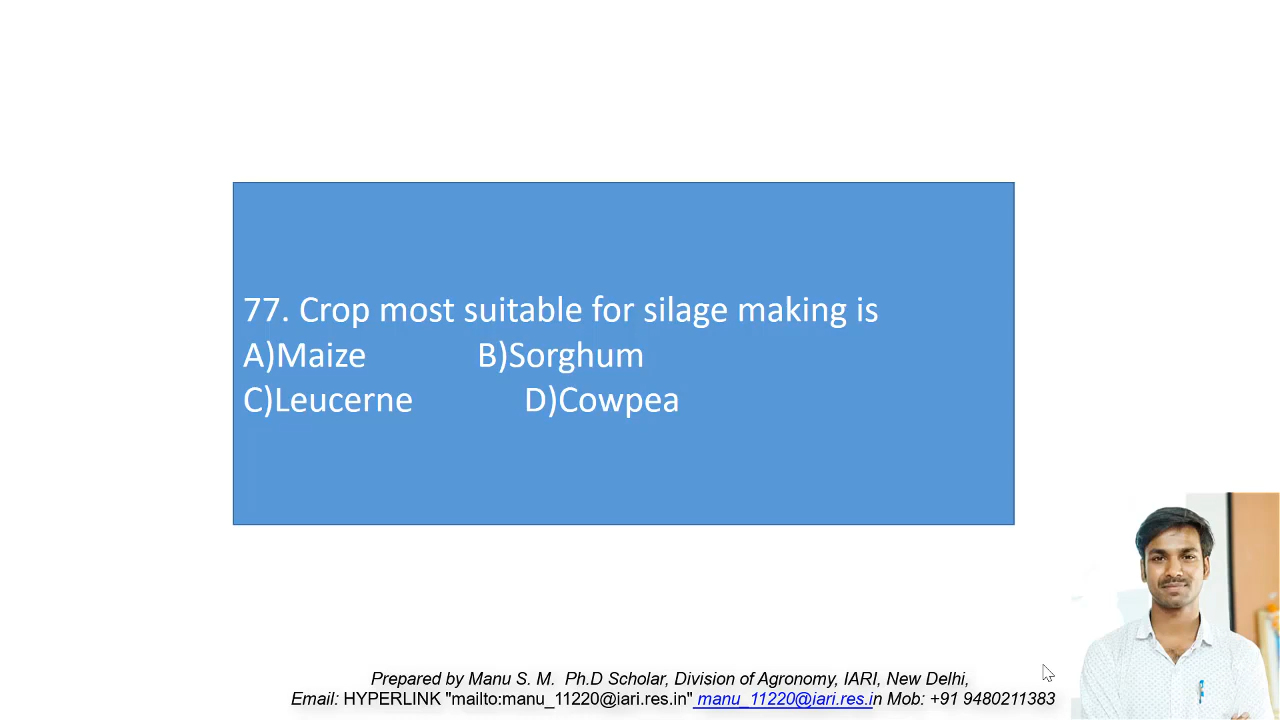 77. Crop most suitable for silage making is
A)Maize B)Sorghum
C)Leucerne D)Cowpea
Prepared by Manu S. M. Ph.D Scholar, Division of Agronomy, IARI, New Delhi,
Email: HYPERLINK "mailto:manu_11220@iari.res.in" manu_11220@iari.res.in Mob: +91 9480211383